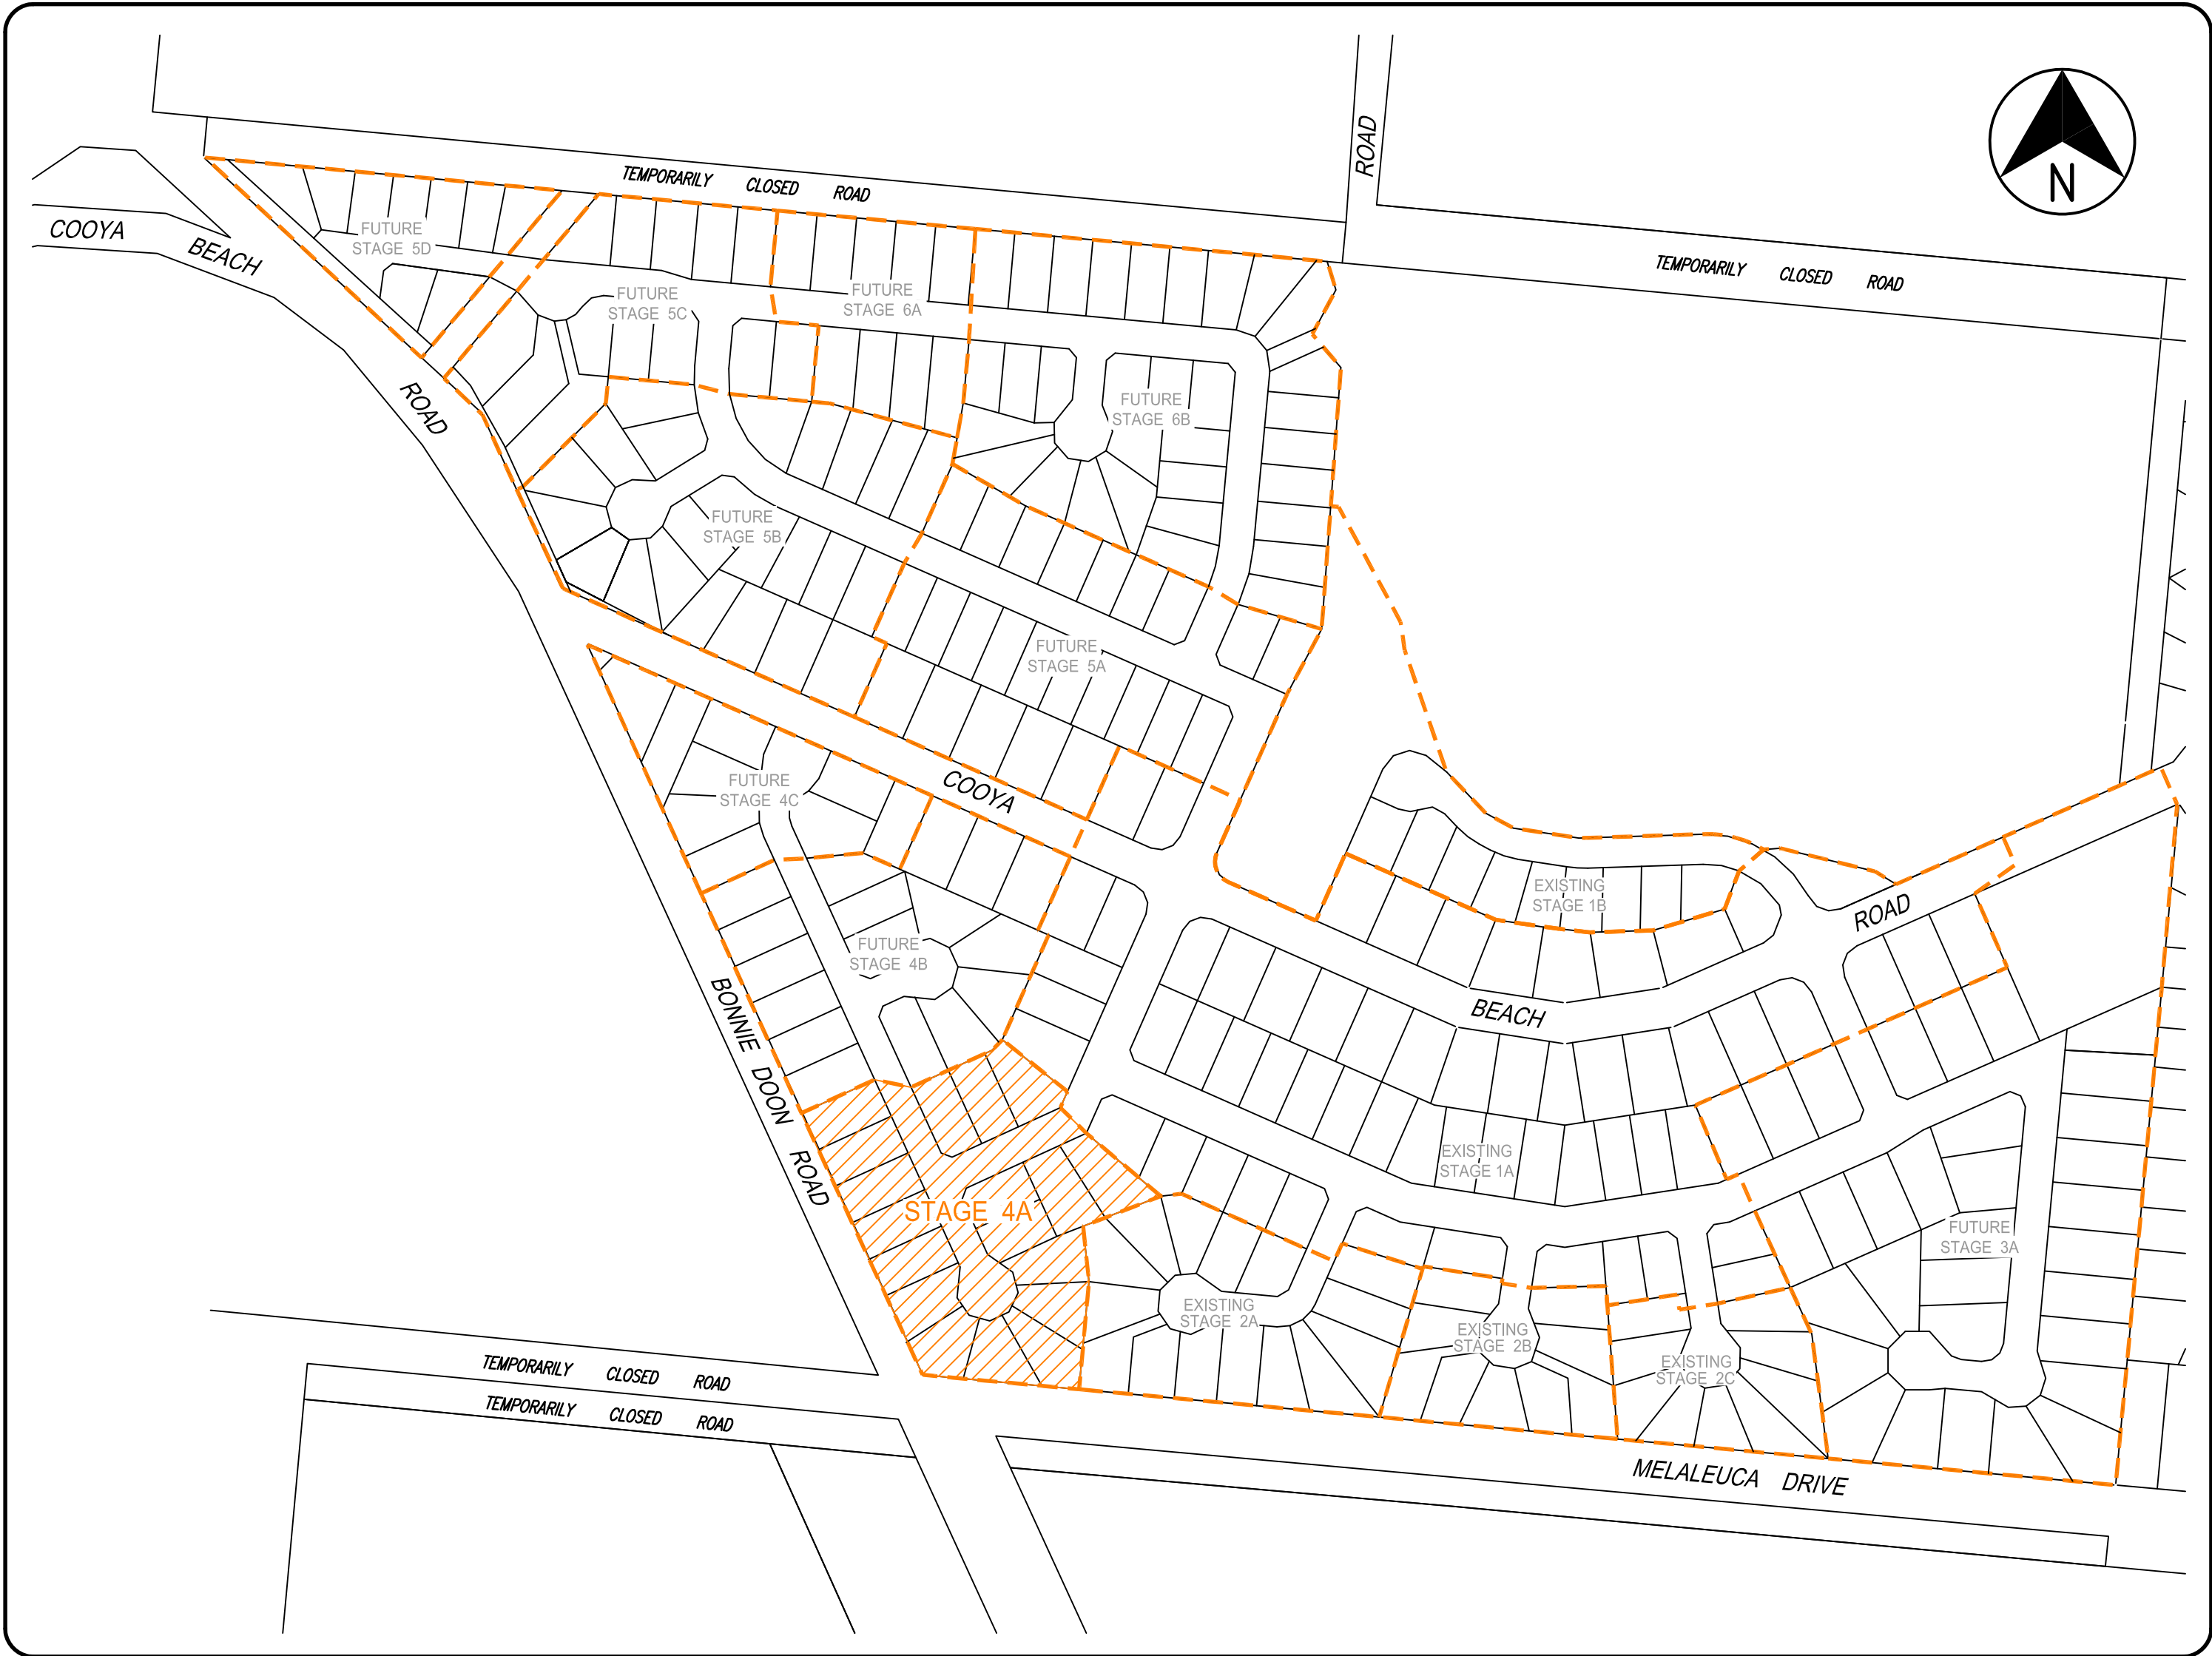 ROAD
N
TEMPORARILY CLOSED ROAD
COOYA BEACH ROAD
TEMPORARILY CLOSED ROAD
FUTURE
STAGE 5D
FUTURE
STAGE 5C
FUTURE
STAGE 6A
FUTURE
STAGE 6B
FUTURE
STAGE 5B
FUTURE
STAGE 5A
FUTURE
STAGE 4C
COOYA BEACH ROAD
EXISTING
STAGE 1B
FUTURE
STAGE 4B
BONNIE DOON ROAD
EXISTING
STAGE 1A
STAGE 4A
FUTURE
STAGE 3A
EXISTING
STAGE 2A
EXISTING
STAGE 2B
EXISTING
STAGE 2C
TEMPORARILY CLOSED ROAD
TEMPORARILY CLOSED ROAD
MELALEUCA DRIVE